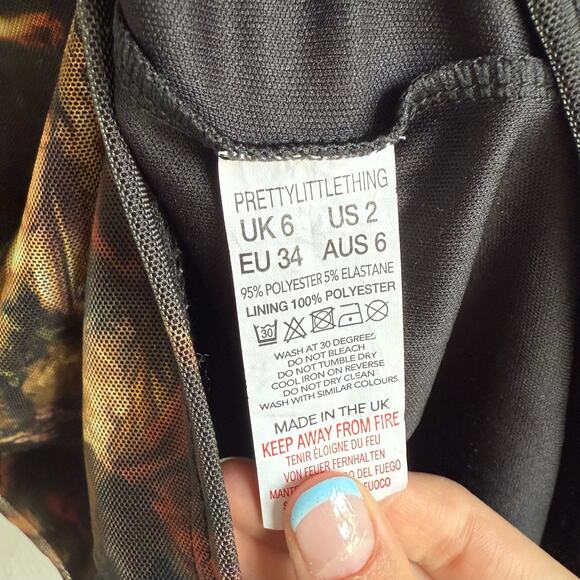 PRETTYLITTLETHING
UK 6 US 2
EU 34 AUS 6
95% POLYESTER 5% ELASTANE
LINING 100% POLYESTER
30
WASH AT 30 DEGREES
DO NOT BLEACH
DO NOT TUMBLE DRY
COOL IRON ON REVERSE
DO NOT DRY CLEAN
WASH WITH SIMILAR COLOURS
MADE IN THE UK
KEEP AWAY FROM FIRE
TENIR ÉLOIGNE DU FEU
VON FEUER FERNHALTEN
DEL FUEGO